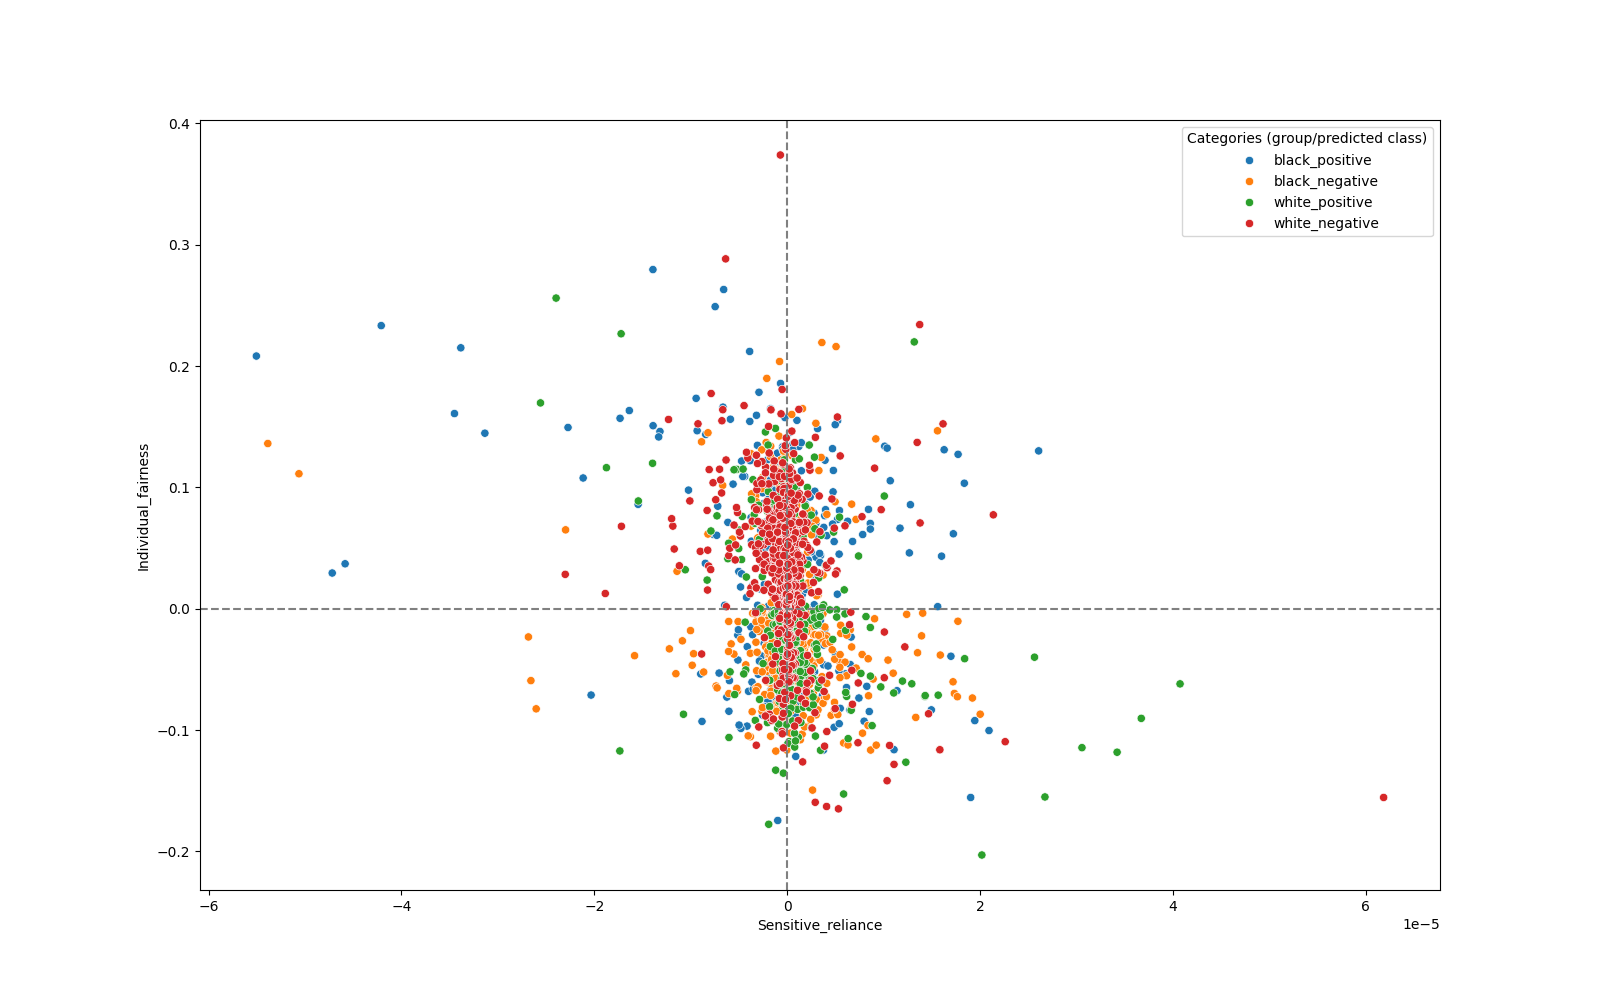 Categories (group/predicted class)
black_positive
black_negative
white_positive
white_negative
0.4
0.3
0.2
0.1
0.0
−0.1
−0.2
Individual_fairness
−6
−4
−2
0
2
4
6
1e−5
Sensitive_reliance